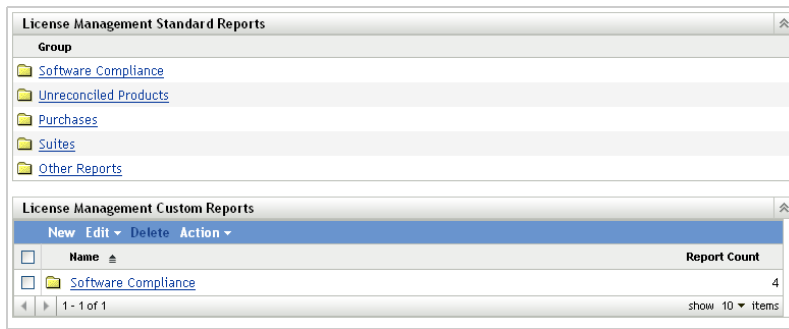 License Management Standard Reports
Group
Software Compliance
Unreconciled Products
Purchases
Suites
Other Reports
License Management Custom Reports
New Edit Delete Action
Name Report Count
Software Compliance 4
1 - 1 of 1 show 10 items